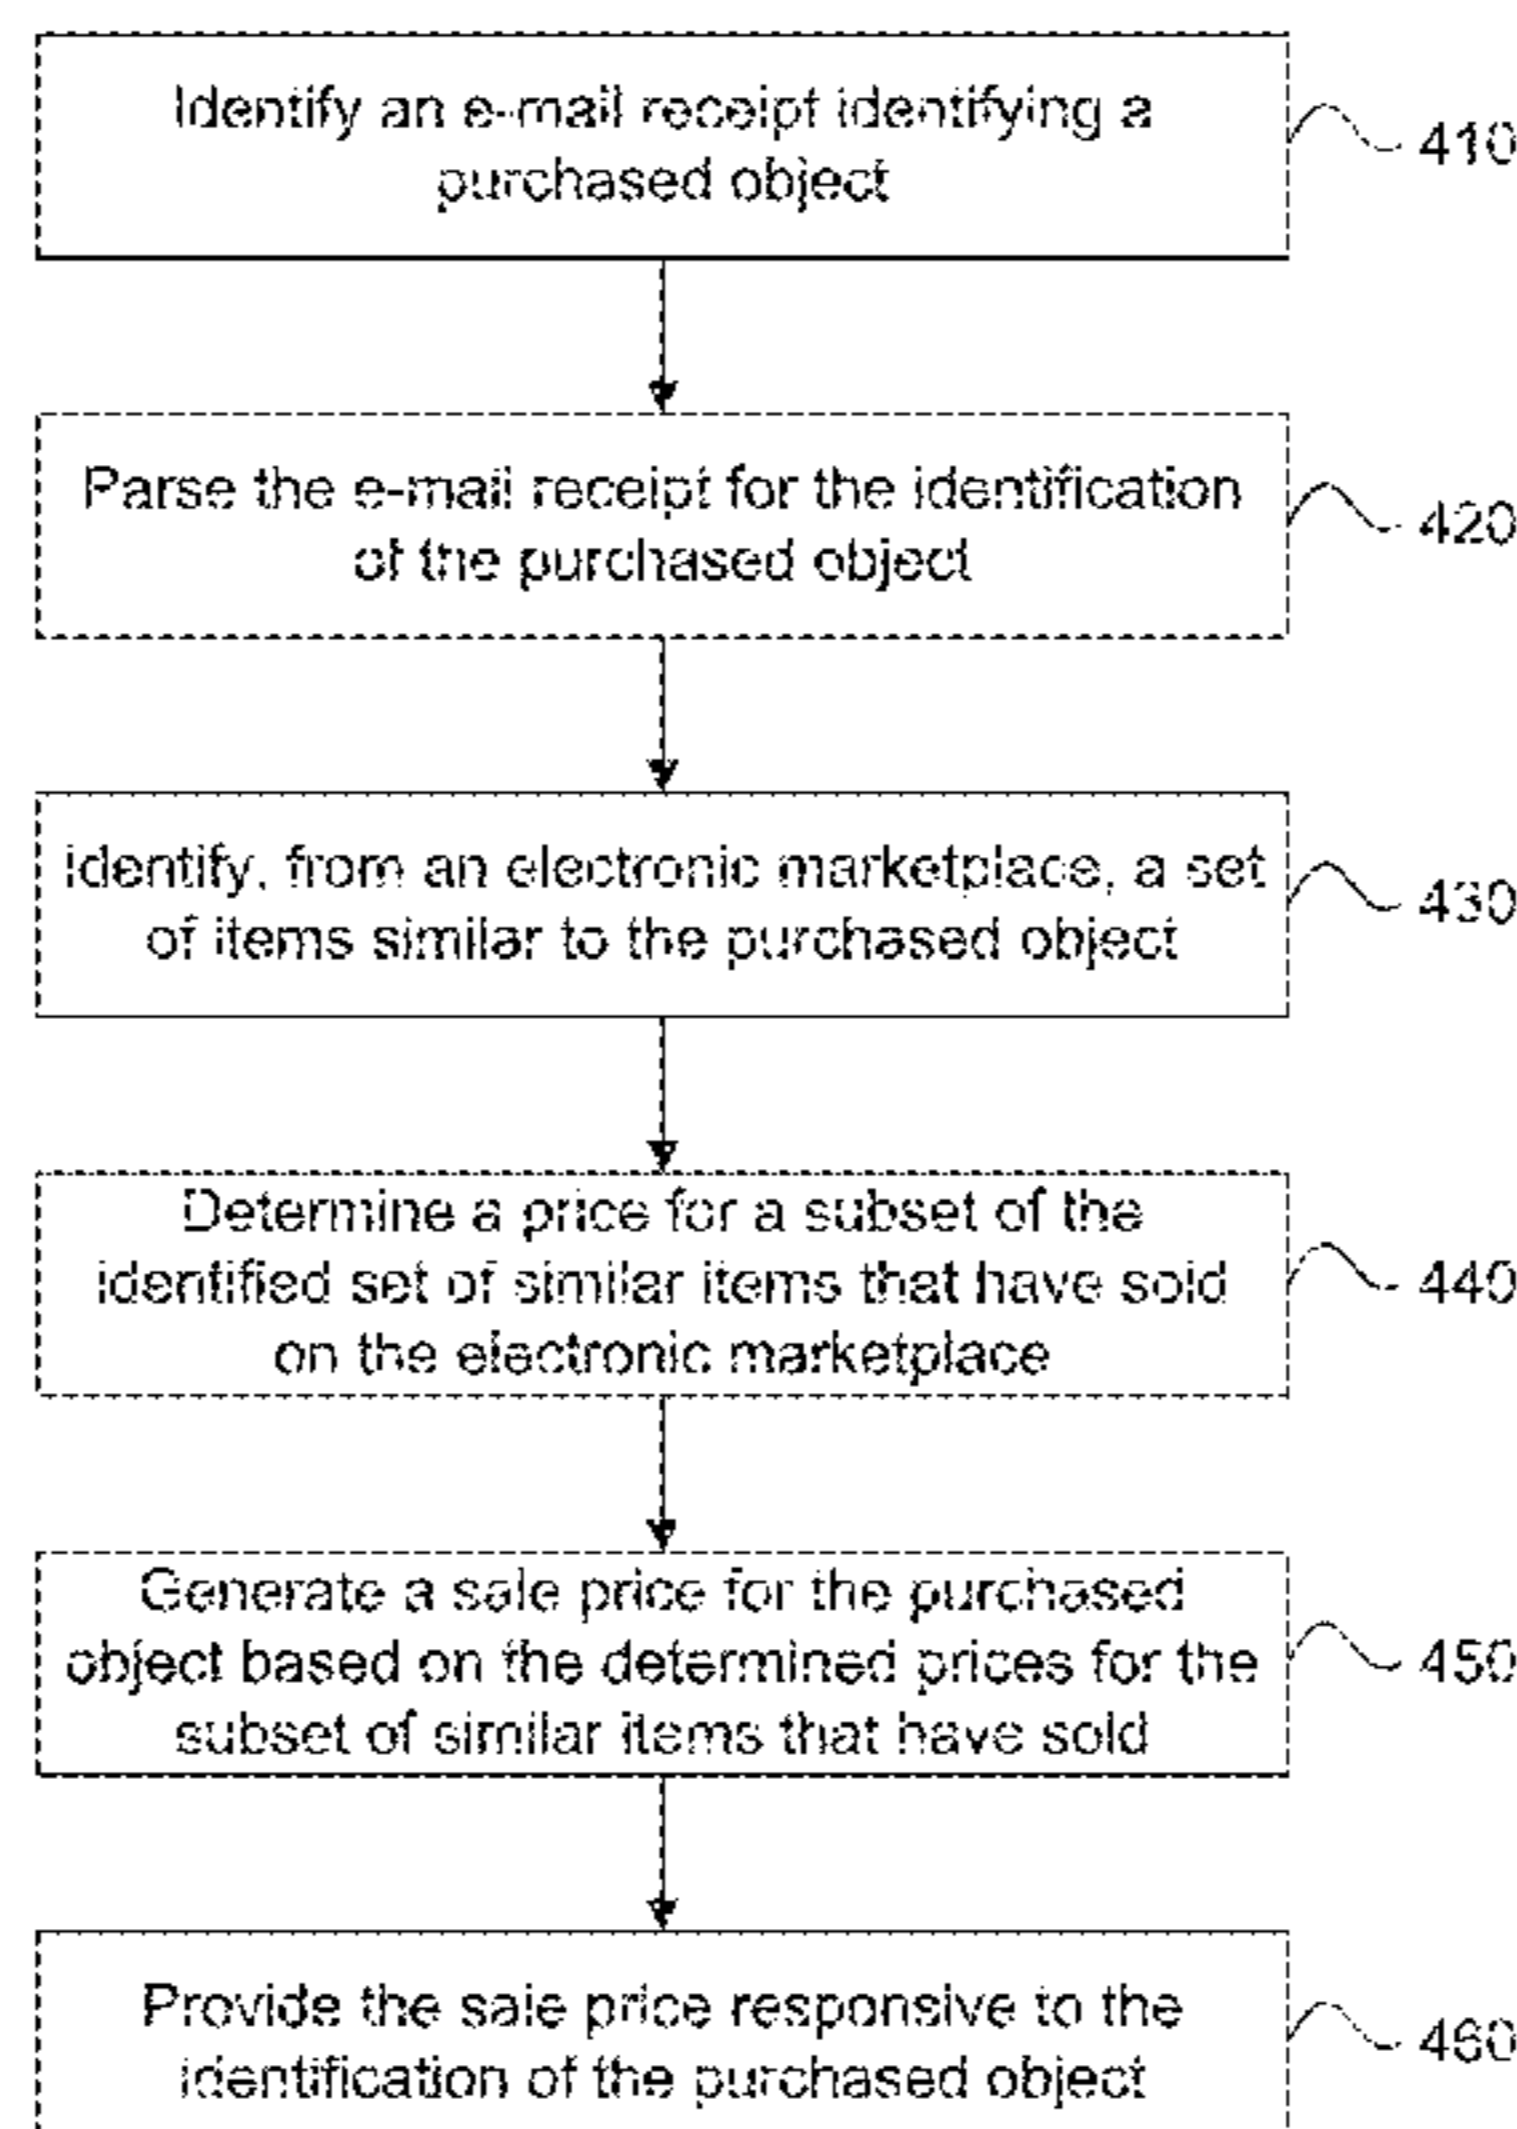 Identify an e-mail receipt identifying a
purchased object
410
Parse the e-mail receipt for the identification
of the purchased object
420
Identify, from an electronic marketplace, a set
of items similar to the purchased object
430
Determine a price for a subset of the
identified set of similar items that have sold
on the electronic marketplace
440
Generate a sale price for the purchased
object based on the determined prices for the
subset of similar items that have sold
450
Provide the sale price responsive to the
identification of the purchased object
460